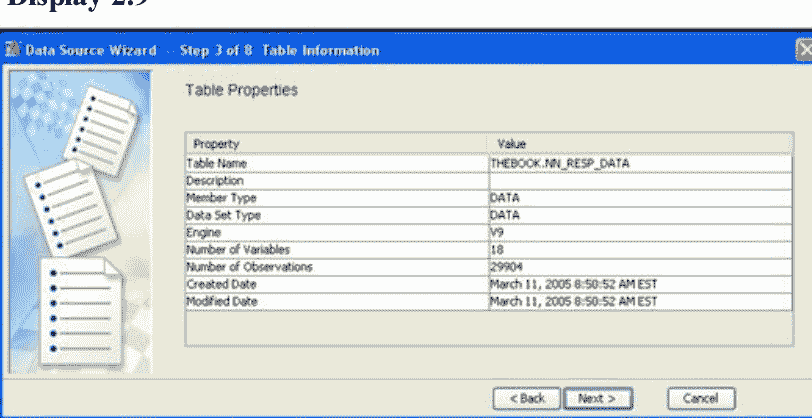 Display 2.9
Data Source Wizard -- Step 3 of 8 Table Information
Table Properties
Property Value
Table Name THEBOOK.NN_RESP_DATA
Description
Member Type DATA
Data Set Type DATA
Engine V9
Number of Variables 18
Number of Observations 29904
Created Date March 11, 2005 8:50:52 AM EST
Modified Date March 11, 2005 8:50:52 AM EST
< Back Next > Cancel